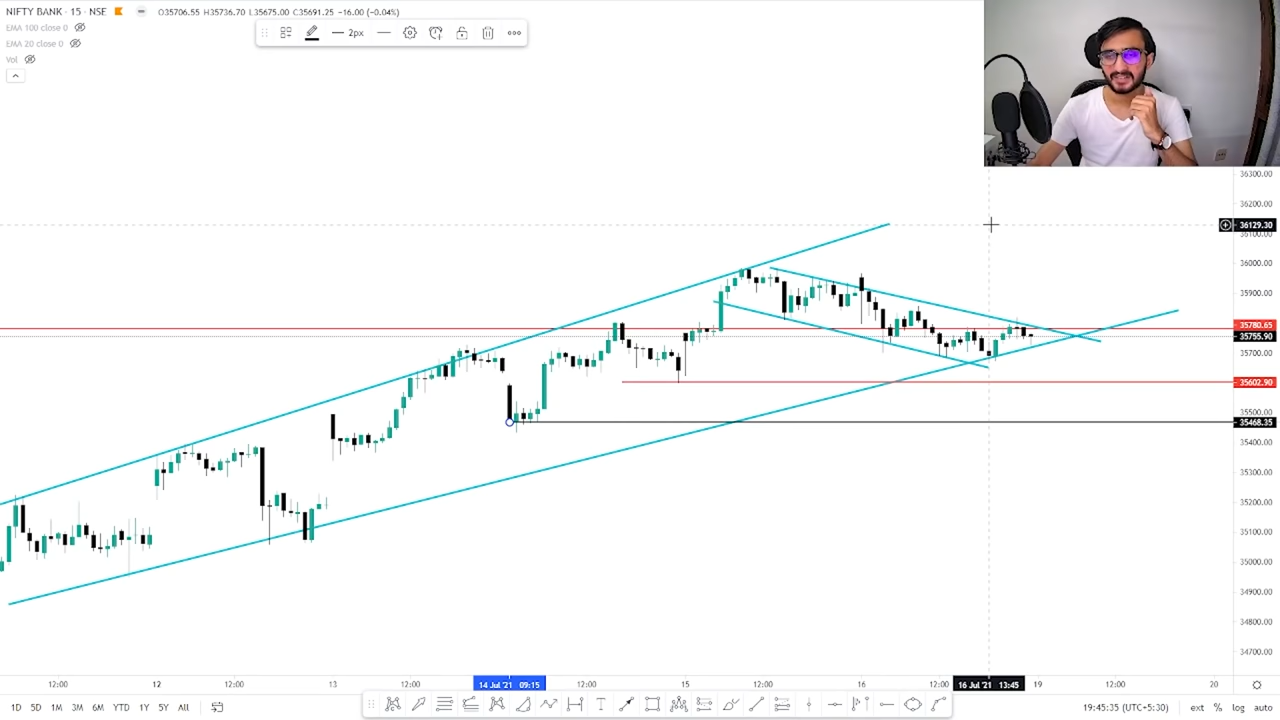 NIFTY BANK · 15 · NSE O35706.55 H35736.70 L35675.00 C35691.25 −16.00 (−0.04%)
EMA 100 close 0
EMA 20 close 0
Vol
2px
36300.00
36200.00
36129.30
36100.00
36000.00
35900.00
35780.65
35755.90
35700.00
35602.90
35500.00
35468.35
35400.00
35300.00
35200.00
35100.00
35000.00
34900.00
34800.00
34700.00
12:00 12 12:00 13 12:00 14 Jul '21 09:15 12:00 15 12:00 16 12:00 16 Jul '21 13:45 19 12:00 20
1D 5D 1M 3M 6M YTD 1Y 5Y All 19:45:35 (UTC+5:30) ext % log auto